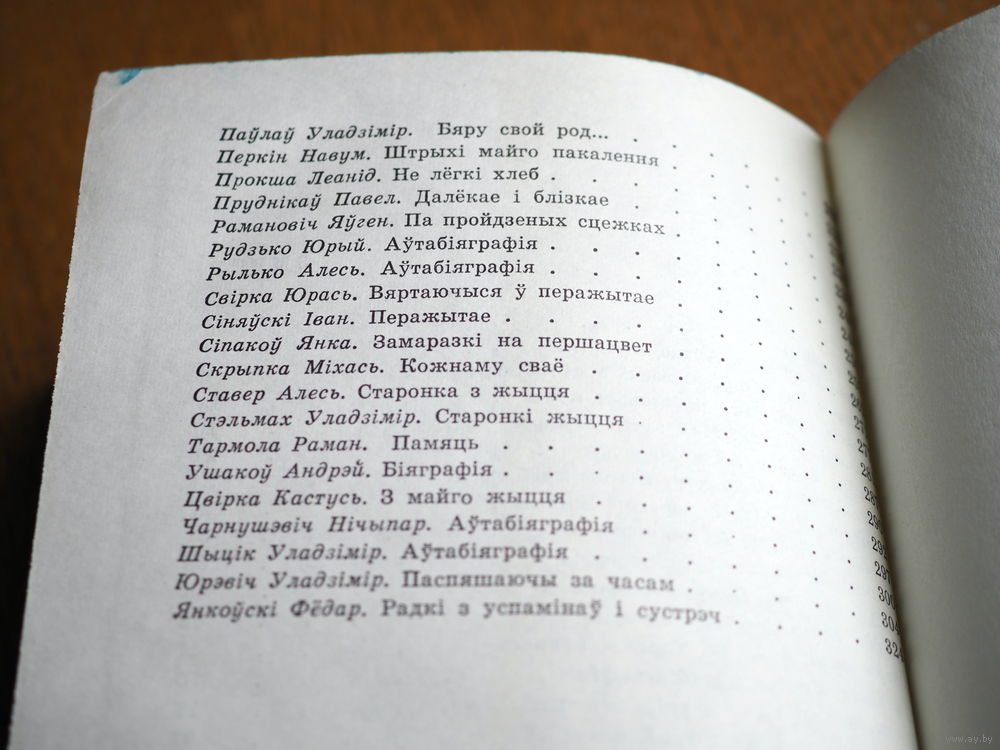 Паўлаў Уладзімір. Бяру свой род... .
Перкін Навум. Штрыхі майго пакалення
Прокша Леанід. Не лёгкі хлеб . . . .
Пруднікаў Павел. Далёкае і блізкае . . .
Рамановіч Яўген. Па пройдзеных сцежках .
Рудзько Юрый. Аўтабіяграфія . . . .
Рылько Алесь. Аўтабіяграфія . . . .
Свірка Юрась. Вяртаючыся ў перажытае
Сіняўскі Іван. Перажытае . . . . .
Сіпакоў Янка. Замаразкі на першацвет
Скрыпка Міхась. Кожнаму сваё . . .
Ставер Алесь. Старонка з жыцця . . .
Стэльмах Уладзімір. Старонкі жыцця . .
Тармола Раман. Памяць . . . . .
Ушакоў Андрэй. Біяграфія . . . . .
Цвірка Кастусь. З майго жыцця . . .
Чарнушэвіч Нічыпар. Аўтабіяграфія . . .
Шыцік Уладзімір. Аўтабіяграфія . . . 297
Юрэвіч Уладзімір. Паспяшаючы за часам . .
Янкоўскі Фёдар. Радкі з успамінаў і сустрэч . . .
www.ay.by